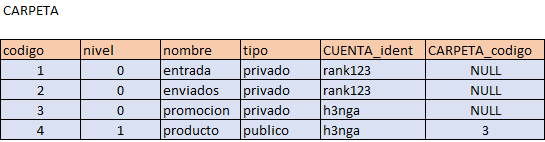 CARPETA
codigo nivel nombre tipo CUENTA_ident CARPETA_codigo
1 0 entrada privado rank123 NULL
2 0 enviados privado rank123 NULL
3 0 promocion privado h3nga NULL
4 1 producto publico h3nga 3